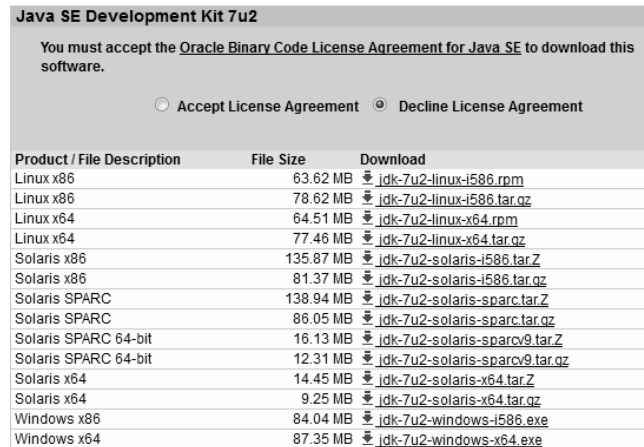 Java SE Development Kit 7u2
You must accept the Oracle Binary Code License Agreement for Java SE to download this
software.
Accept License Agreement Decline License Agreement
Product / File Description File Size Download
Linux x86 63.62 MB jdk-7u2-linux-i586.rpm
Linux x86 78.62 MB jdk-7u2-linux-i586.tar.gz
Linux x64 64.51 MB jdk-7u2-linux-x64.rpm
Linux x64 77.46 MB jdk-7u2-linux-x64.tar.gz
Solaris x86 135.87 MB jdk-7u2-solaris-i586.tar.Z
Solaris x86 81.37 MB jdk-7u2-solaris-i586.tar.gz
Solaris SPARC 138.94 MB jdk-7u2-solaris-sparc.tar.Z
Solaris SPARC 86.05 MB jdk-7u2-solaris-sparc.tar.gz
Solaris SPARC 64-bit 16.13 MB jdk-7u2-solaris-sparcv9.tar.Z
Solaris SPARC 64-bit 12.31 MB jdk-7u2-solaris-sparcv9.tar.gz
Solaris x64 14.45 MB jdk-7u2-solaris-x64.tar.Z
Solaris x64 9.25 MB jdk-7u2-solaris-x64.tar.gz
Windows x86 84.04 MB jdk-7u2-windows-i586.exe
Windows x64 87.35 MB jdk-7u2-windows-x64.exe